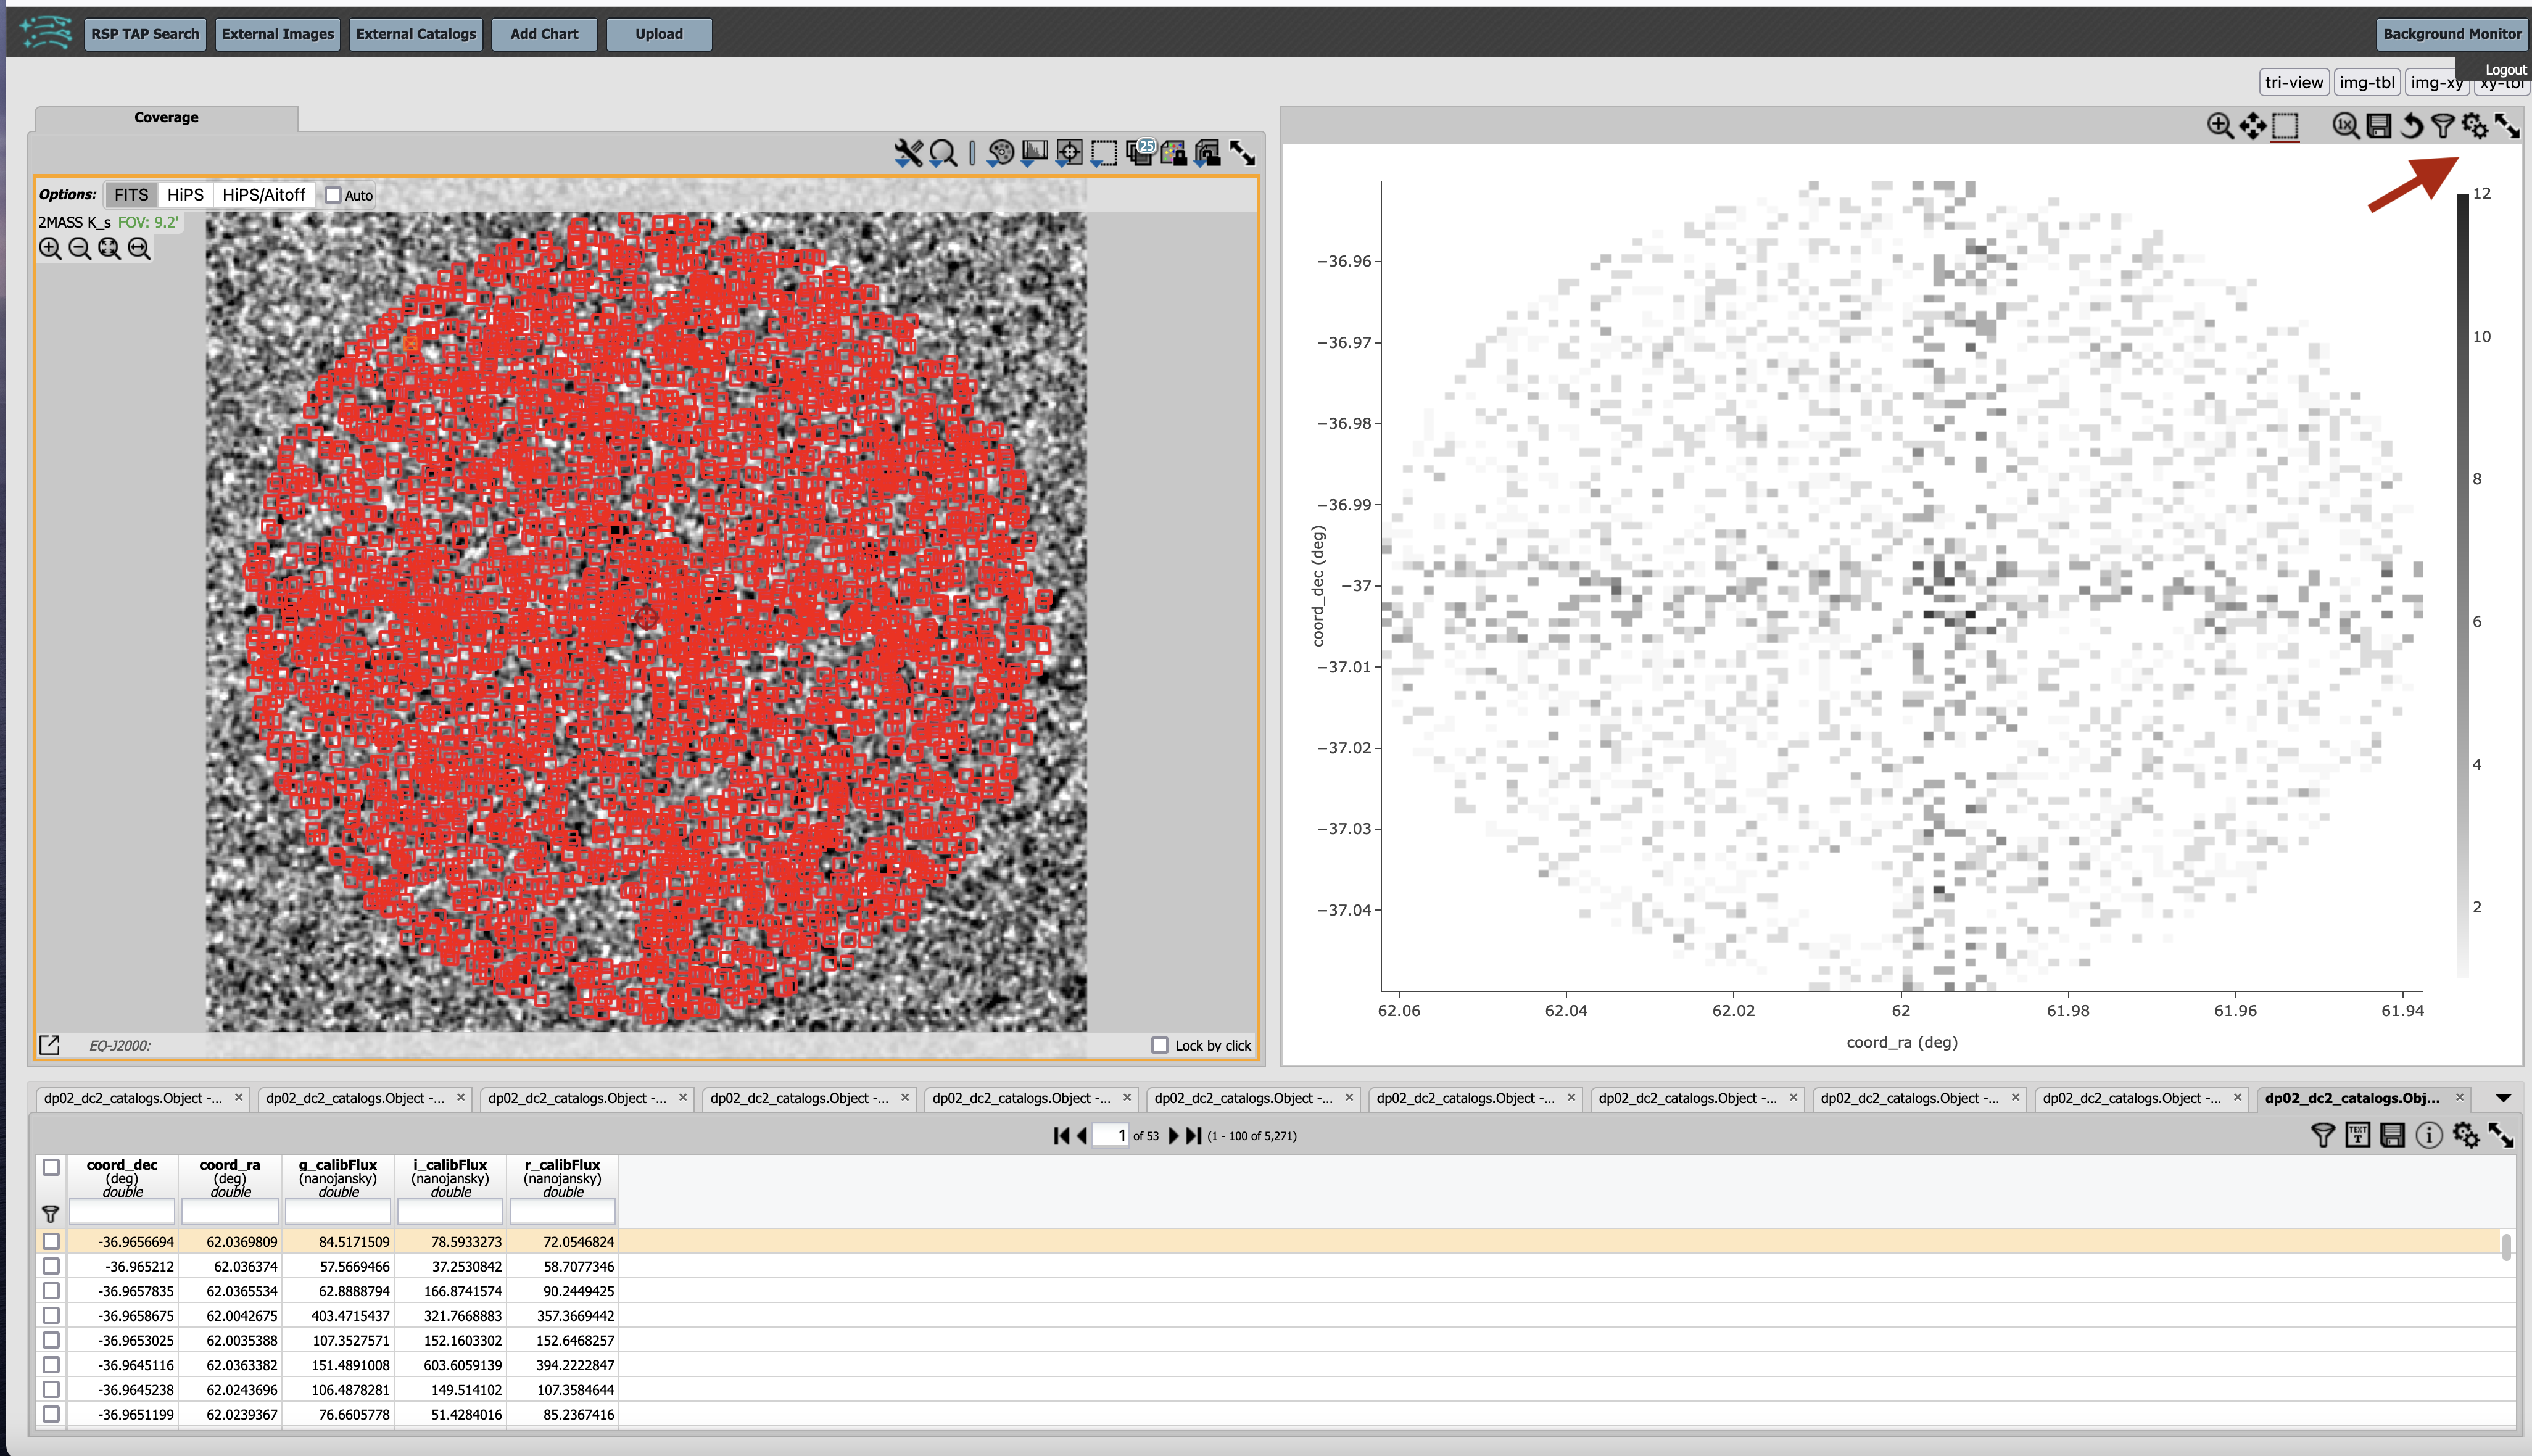 RSP TAP Search External Images External Catalogs Add Chart Upload Background Monitor
Logout
tri-view img-tbl img-xy xy-tbl
Coverage
1x
25
Options: FITS HiPS HiPS/Aitoff Auto
2MASS K_s FOV: 9.2'
EQ-J2000:
Lock by click
12
10
8
6
4
2
−36.96
−36.97
−36.98
−36.99
−37
−37.01
−37.02
−37.03
−37.04
coord_dec (deg)
62.06 62.04 62.02 62 61.98 61.96 61.94
coord_ra (deg)
dp02_dc2_catalogs.Object -... × dp02_dc2_catalogs.Object -... × dp02_dc2_catalogs.Object -... × dp02_dc2_catalogs.Object -... × dp02_dc2_catalogs.Object -... × dp02_dc2_catalogs.Object -... × dp02_dc2_catalogs.Object -... × dp02_dc2_catalogs.Object -... × dp02_dc2_catalogs.Object -... × dp02_dc2_catalogs.Object -... × dp02_dc2_catalogs.Obj... ×
1 of 53 (1 - 100 of 5,271)
TEXT T
coord_dec coord_ra g_calibFlux i_calibFlux r_calibFlux
(deg) (deg) (nanojansky) (nanojansky) (nanojansky)
double double double double double
-36.9656694 62.0369809 84.5171509 78.5933273 72.0546824
-36.965212 62.036374 57.5669466 37.2530842 58.7077346
-36.9657835 62.0365534 62.8888794 166.8741574 90.2449425
-36.9658675 62.0042675 403.4715437 321.7668883 357.3669442
-36.9653025 62.0035388 107.3527571 152.1603302 152.6468257
-36.9645116 62.0363382 151.4891008 603.6059139 394.2222847
-36.9645238 62.0243696 106.4878281 149.514102 107.3584644
-36.9651199 62.0239367 76.6605778 51.4284016 85.2367416